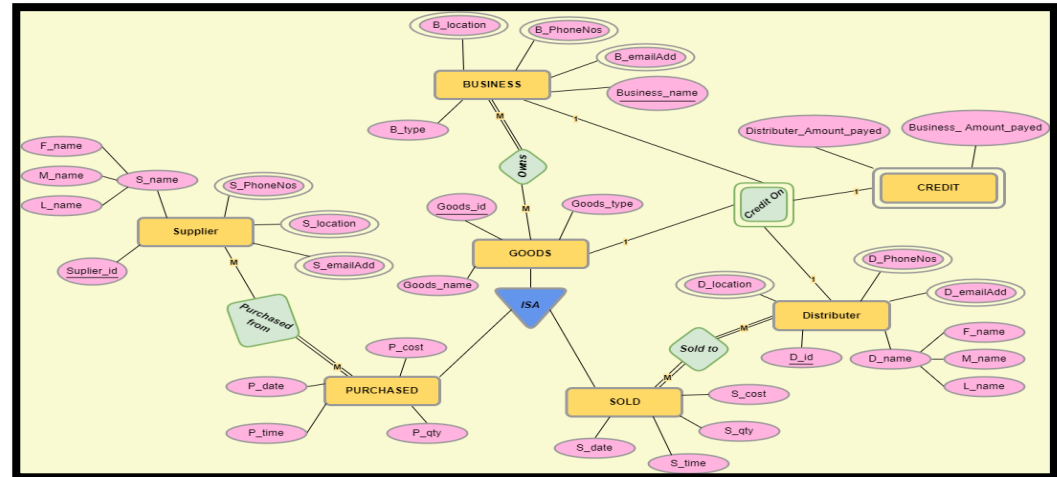 B_location
B_PhoneNos
B_emailAdd
BUSINESS
Business_name
B_type
M
1
Distributer_Amount_payed
Business_ Amount_payed
F_name
M_name
L_name
S_name
S_PhoneNos
S_location
S_emailAdd
Supplier
Suplier_id
M
Owns
M
Goods_id
Goods_type
GOODS
Goods_name
1
Credit On
1
CREDIT
1
ISA
Purchased
from
M
D_location
D_PhoneNos
D_emailAdd
Distributer
M
D_id
D_name
F_name
M_name
L_name
Sold to
M
P_cost
P_date
PURCHASED
P_time
P_qty
SOLD
S_cost
S_qty
S_date
S_time